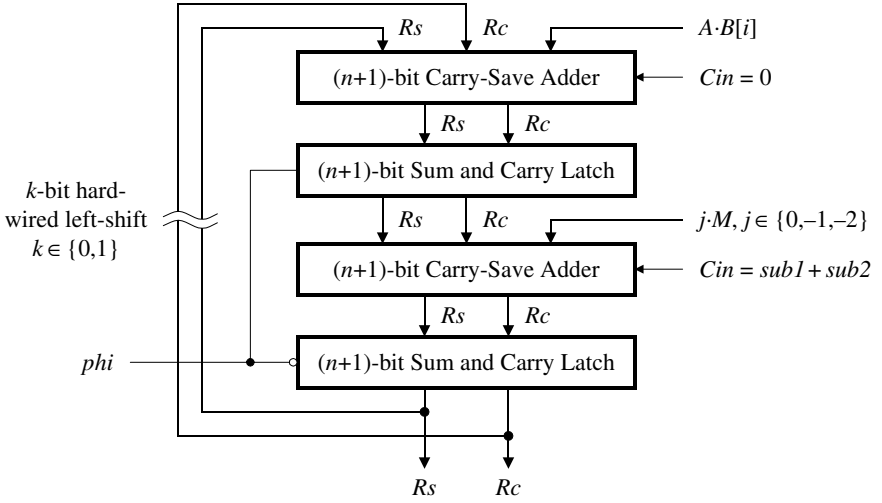 Rs Rc A·B[i]
(n+1)-bit Carry-Save Adder Cin = 0
Rs Rc
(n+1)-bit Sum and Carry Latch
k-bit hard-
wired left-shift
k ∈ {0,1}
Rs Rc j·M, j ∈ {0,–1,–2}
(n+1)-bit Carry-Save Adder Cin = sub1 + sub2
Rs Rc
phi (n+1)-bit Sum and Carry Latch
Rs Rc